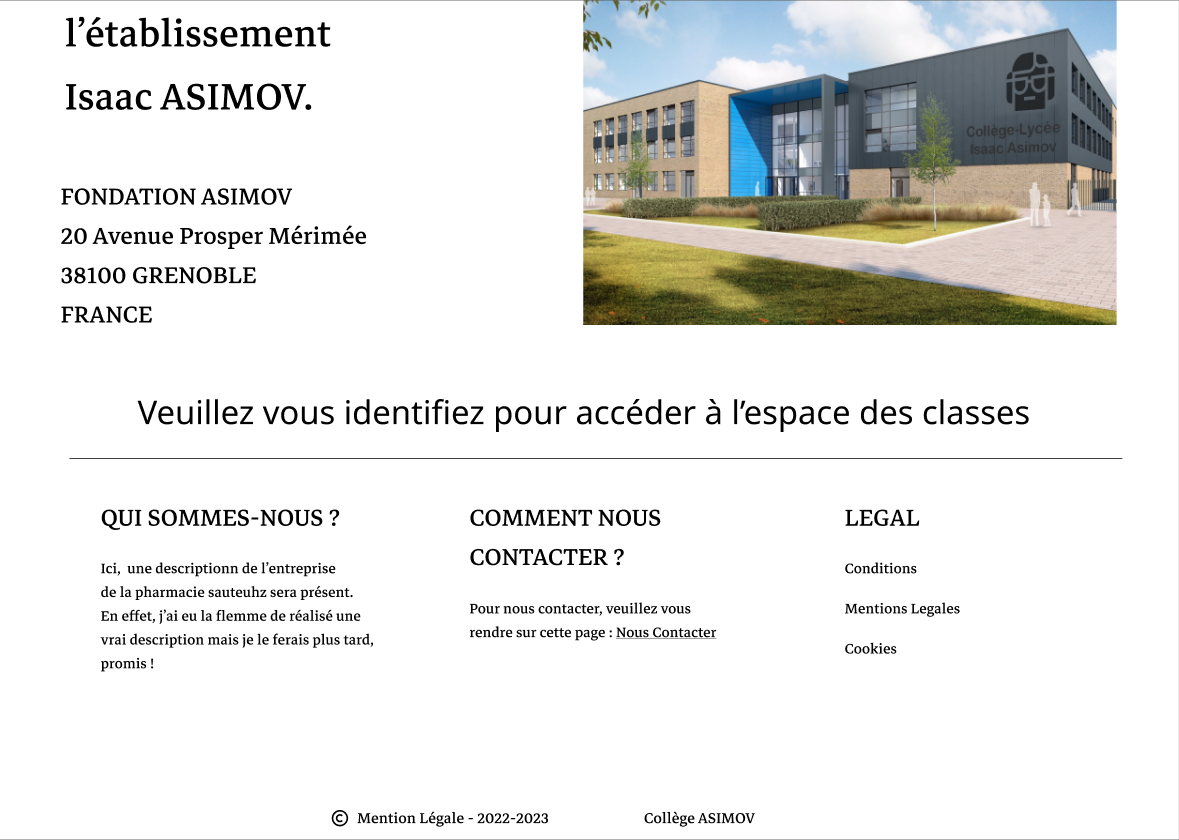 l’établissement
Isaac ASIMOV.
Collège-Lycée
Isaac Asimov
FONDATION ASIMOV
20 Avenue Prosper Mérimée
38100 GRENOBLE
FRANCE
Veuillez vous identifiez pour accéder à l’espace des classes
QUI SOMMES-NOUS ?
Ici, une descriptionn de l’entreprise
de la pharmacie sauteuhz sera présent.
En effet, j’ai eu la flemme de réalisé une
vrai description mais je le ferais plus tard,
promis !
COMMENT NOUS
CONTACTER ?
Pour nous contacter, veuillez vous
rendre sur cette page : Nous Contacter
LEGAL
Conditions
Mentions Legales
Cookies
© Mention Légale - 2022-2023
Collège ASIMOV